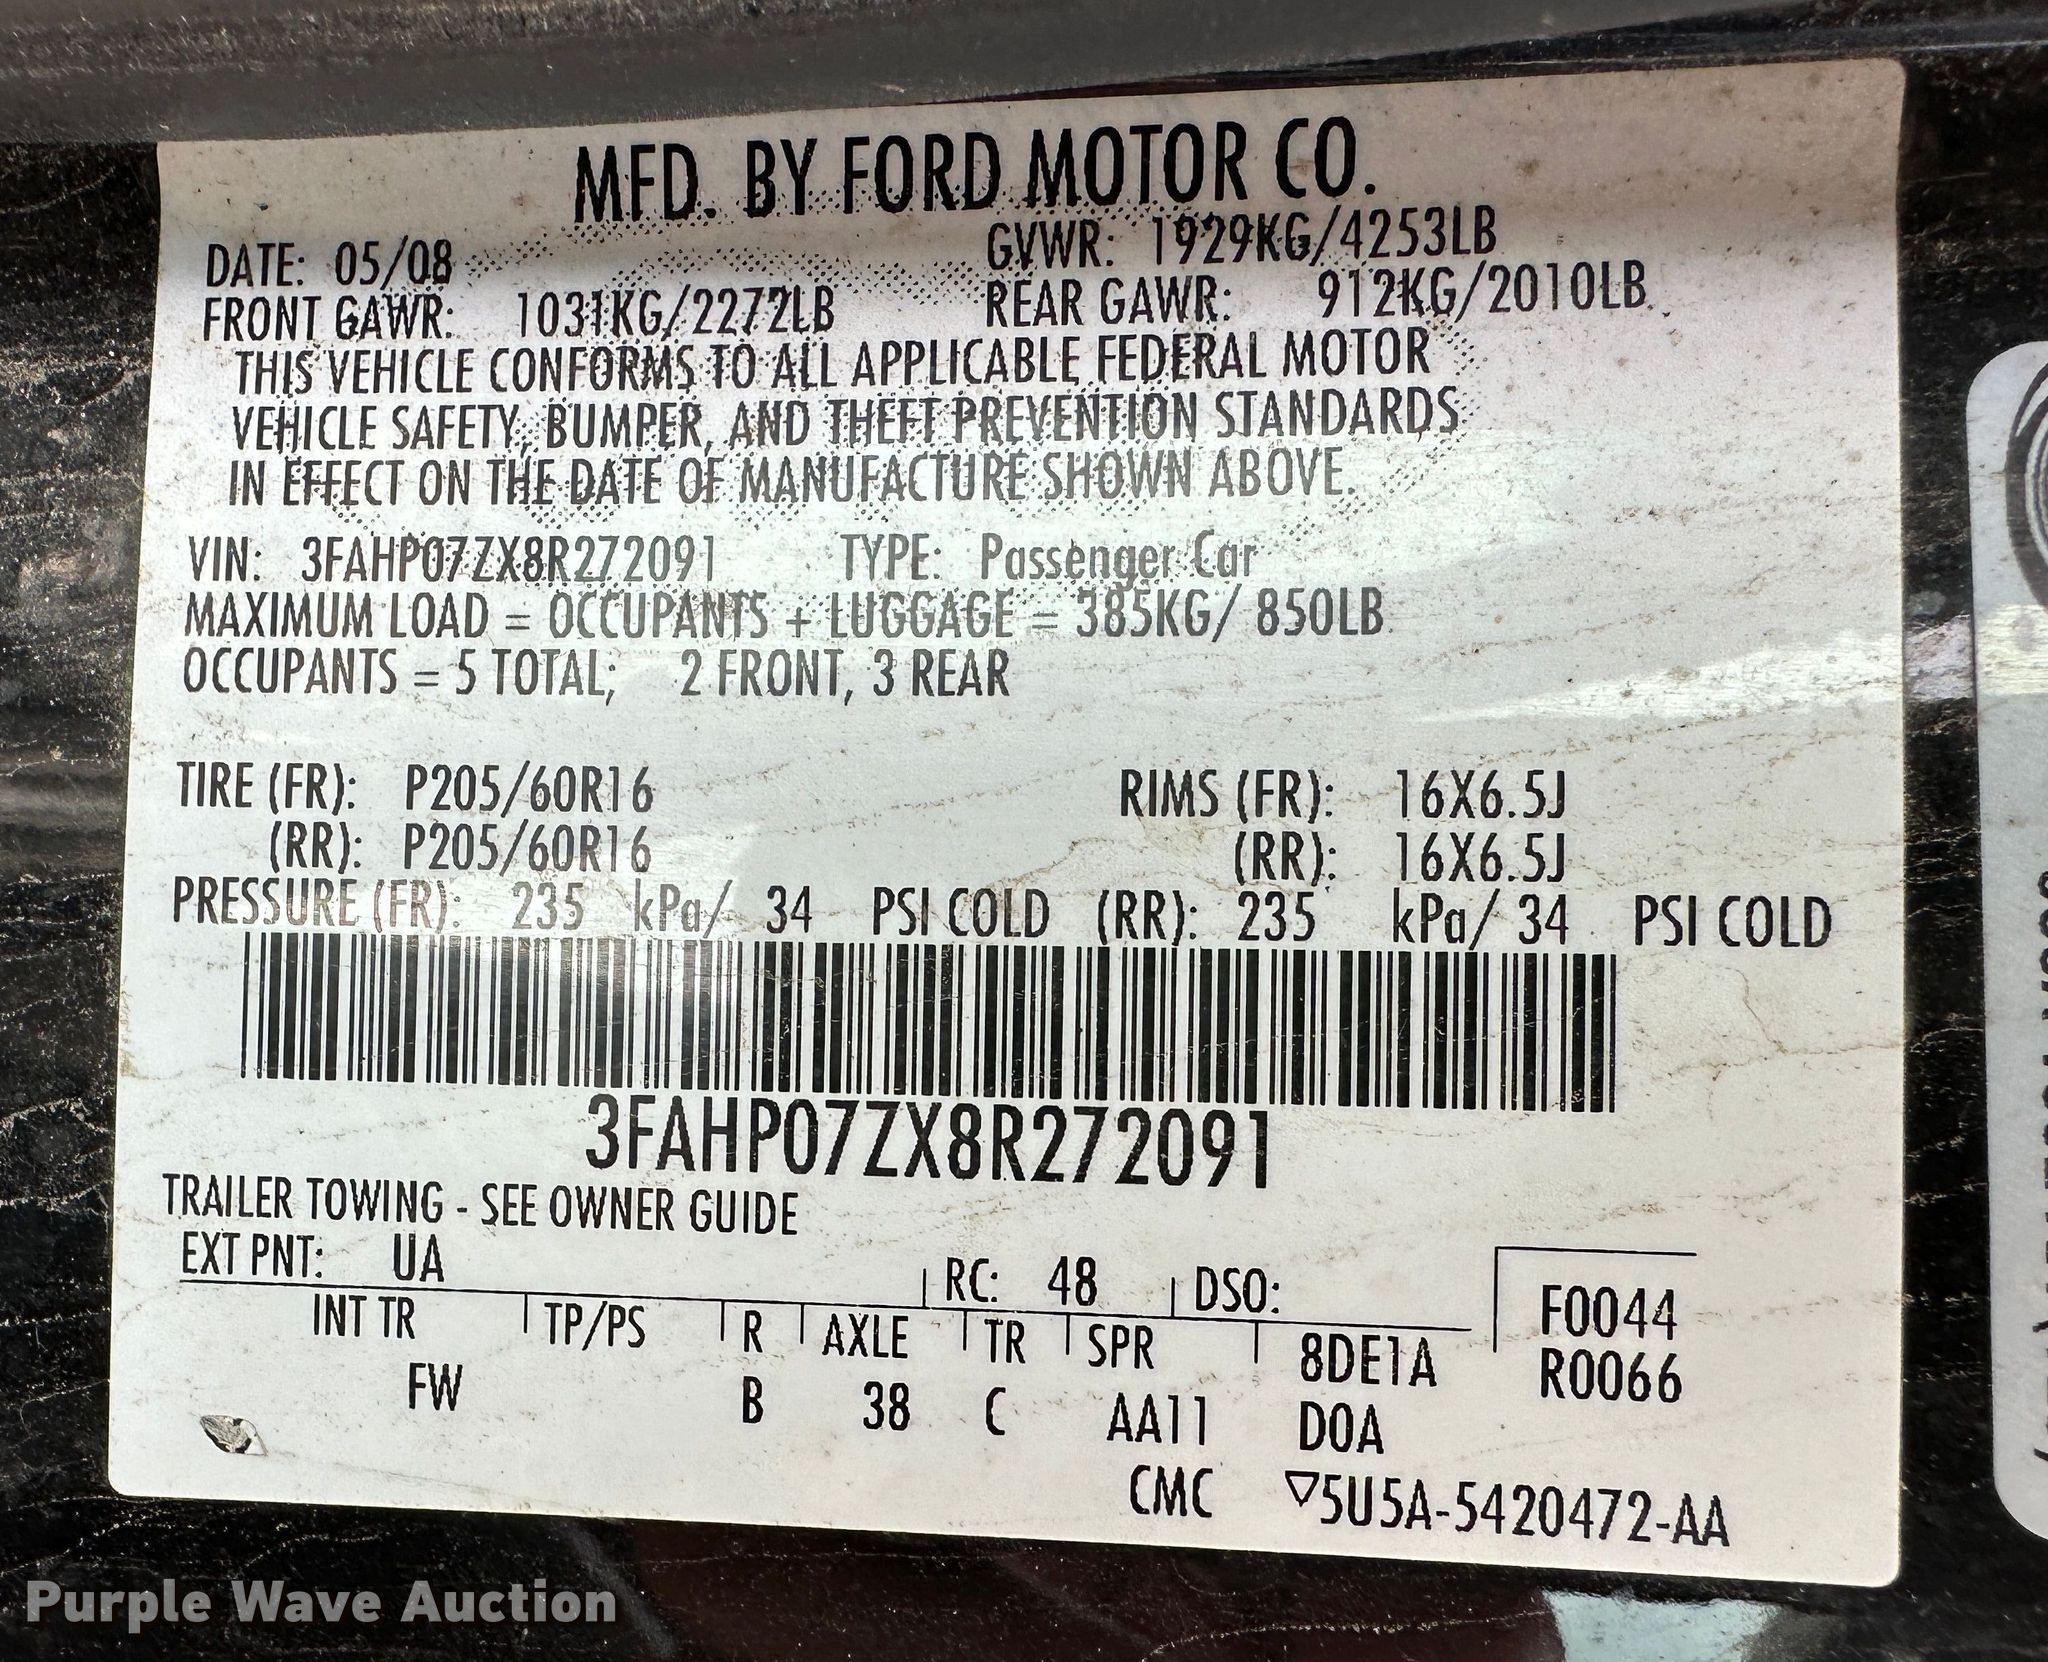 MFD. BY FORD MOTOR CO.
DATE: 05/08 GVWR: 1929KG/4253LB
FRONT GAWR: 1031KG/2272LB REAR GAWR: 912KG/2010LB
THIS VEHICLE CONFORMS TO ALL APPLICABLE FEDERAL MOTOR
VEHICLE SAFETY, BUMPER, AND THEFT PREVENTION STANDARDS
IN EFFECT ON THE DATE OF MANUFACTURE SHOWN ABOVE.
VIN: 3FAHP07ZX8R272091 TYPE: Passenger Car
MAXIMUM LOAD = OCCUPANTS + LUGGAGE = 385KG/ 850LB
OCCUPANTS = 5 TOTAL; 2 FRONT, 3 REAR
TIRE (FR): P205/60R16 RIMS (FR): 16X6.5J
(RR): P205/60R16 (RR): 16X6.5J
PRESSURE (FR): 235 kPa/ 34 PSI COLD (RR): 235 kPa/ 34 PSI COLD
3FAHP07ZX8R272091
TRAILER TOWING - SEE OWNER GUIDE
EXT PNT: UA RC: 48 DSO: F0044
INT TR TP/PS R AXLE TR SPR 8DE1A R0066
FW B 38 C AA11 DOA
CMC ▽5U5A-5420472-AA
Purple Wave Auction